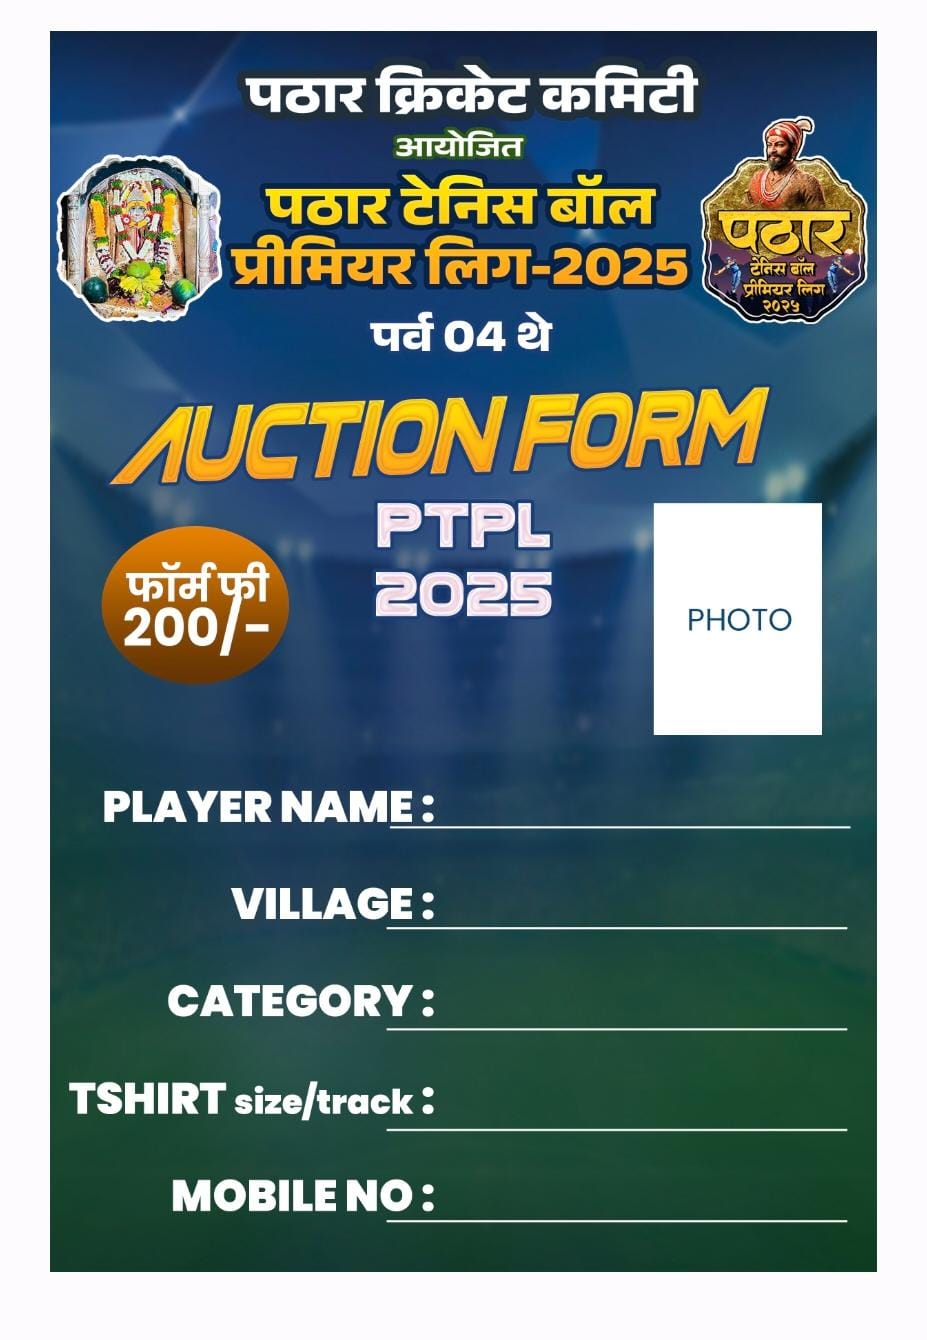 पठार क्रिकेट कमिटी
आयोजित
पठार टेनिस बॉल
प्रीमियर लिग-2025
पर्व 04 थे
पठार
टेनिस बॉल
प्रीमियर लिग
२०२५
AUCTION FORM
PTPL
2025
फॉर्म फी
200/-
PHOTO
PLAYER NAME :
VILLAGE :
CATEGORY :
TSHIRT size/track :
MOBILE NO :